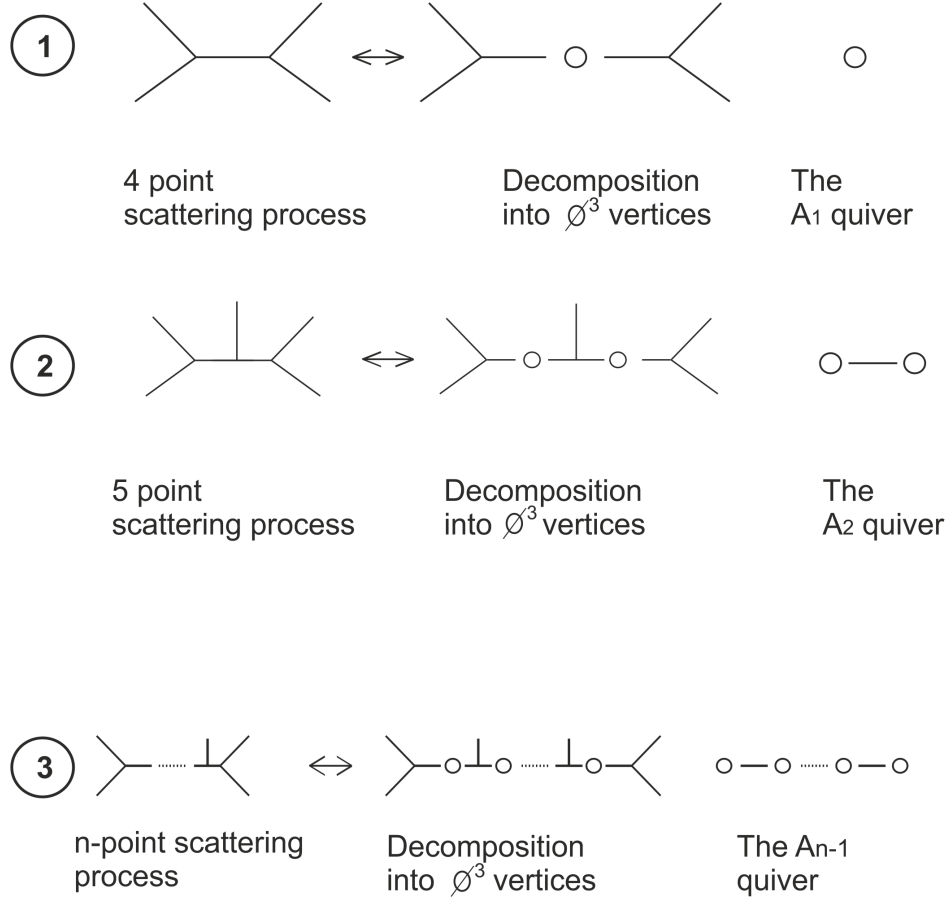 1
4 point
scattering process
Decomposition
into ∅³ vertices
The
A₁ quiver
2
5 point
scattering process
Decomposition
into ∅³ vertices
The
A₂ quiver
3
n-point scattering
process
Decomposition
into ∅³ vertices
The Aₙ₋₁
quiver